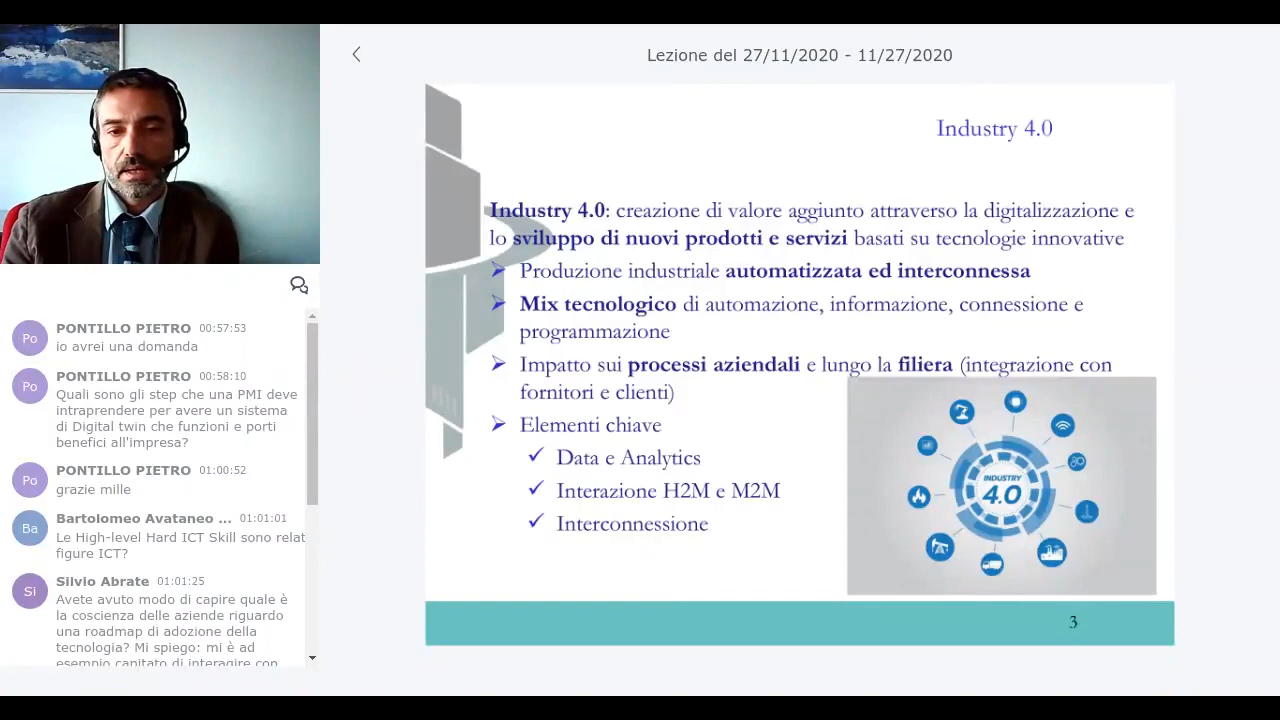 Lezione del 27/11/2020 - 11/27/2020
Industry 4.0
Industry 4.0: creazione di valore aggiunto attraverso la digitalizzazione e
lo sviluppo di nuovi prodotti e servizi basati su tecnologie innovative
Produzione industriale automatizzata ed interconnessa
Mix tecnologico di automazione, informazione, connessione e
programmazione
Impatto sui processi aziendali e lungo la filiera (integrazione con
fornitori e clienti)
Elementi chiave
Data e Analytics
Interazione H2M e M2M
Interconnessione
INDUSTRY
4.0
3
Po
PONTILLO PIETRO 00:57:53
io avrei una domanda
Po
PONTILLO PIETRO 00:58:10
Quali sono gli step che una PMI deve
intraprendere per avere un sistema
di Digital twin che funzioni e porti
benefici all'impresa?
Po
PONTILLO PIETRO 01:00:52
grazie mille
Ba
Bartolomeo Avataneo ... 01:01:01
Le High-level Hard ICT Skill sono relat
figure ICT?
Si
Silvio Abrate 01:01:25
Avete avuto modo di capire quale è
la coscienza delle aziende riguardo
una roadmap di adozione della
tecnologia? Mi spiego: mi è ad
esempio capitato di interagire con